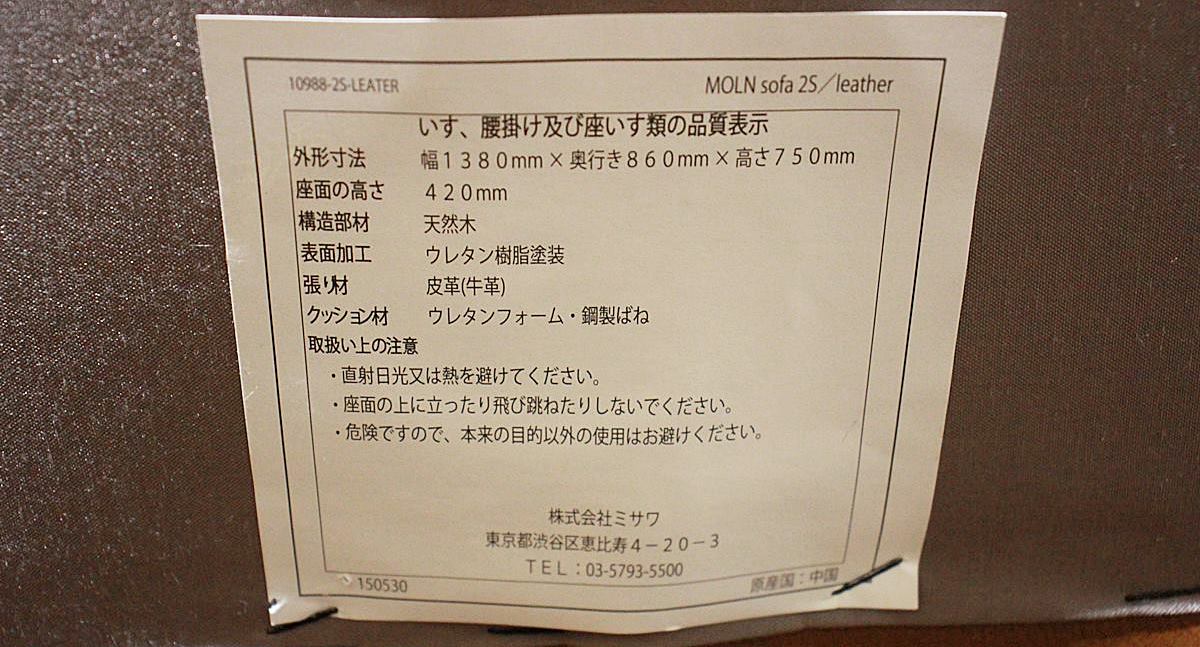 10988-2S-LEATER
MOLN sofa 2S／leather
いす、腰掛け及び座いす類の品質表示
外形寸法 幅１３８０mm × 奥行き８６０mm × 高さ７５０mm
座面の高さ ４２０mm
構造部材 天然木
表面加工 ウレタン樹脂塗装
張り材 皮革(牛革)
クッション材 ウレタンフォーム・鋼製ばね
取扱い上の注意
・直射日光又は熱を避けてください。
・座面の上に立ったり飛び跳ねたりしないでください。
・危険ですので、本来の目的以外の使用はお避けください。
株式会社ミサワ
東京都渋谷区恵比寿４－２０－３
ＴＥＬ：03-5793-5500
150530
原産国：中国